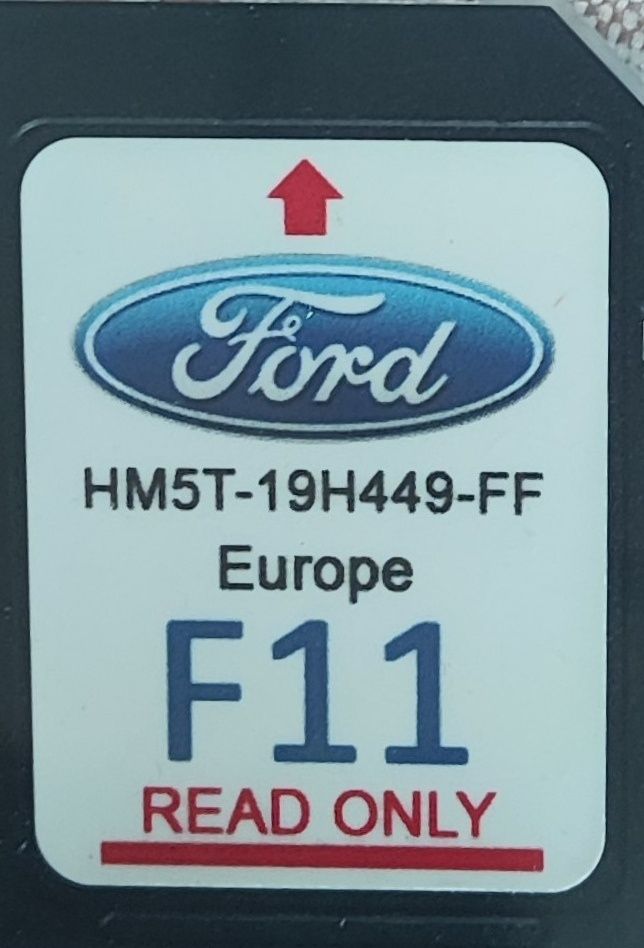 Ford
HM5T-19H449-FF
Europe
F11
READ ONLY